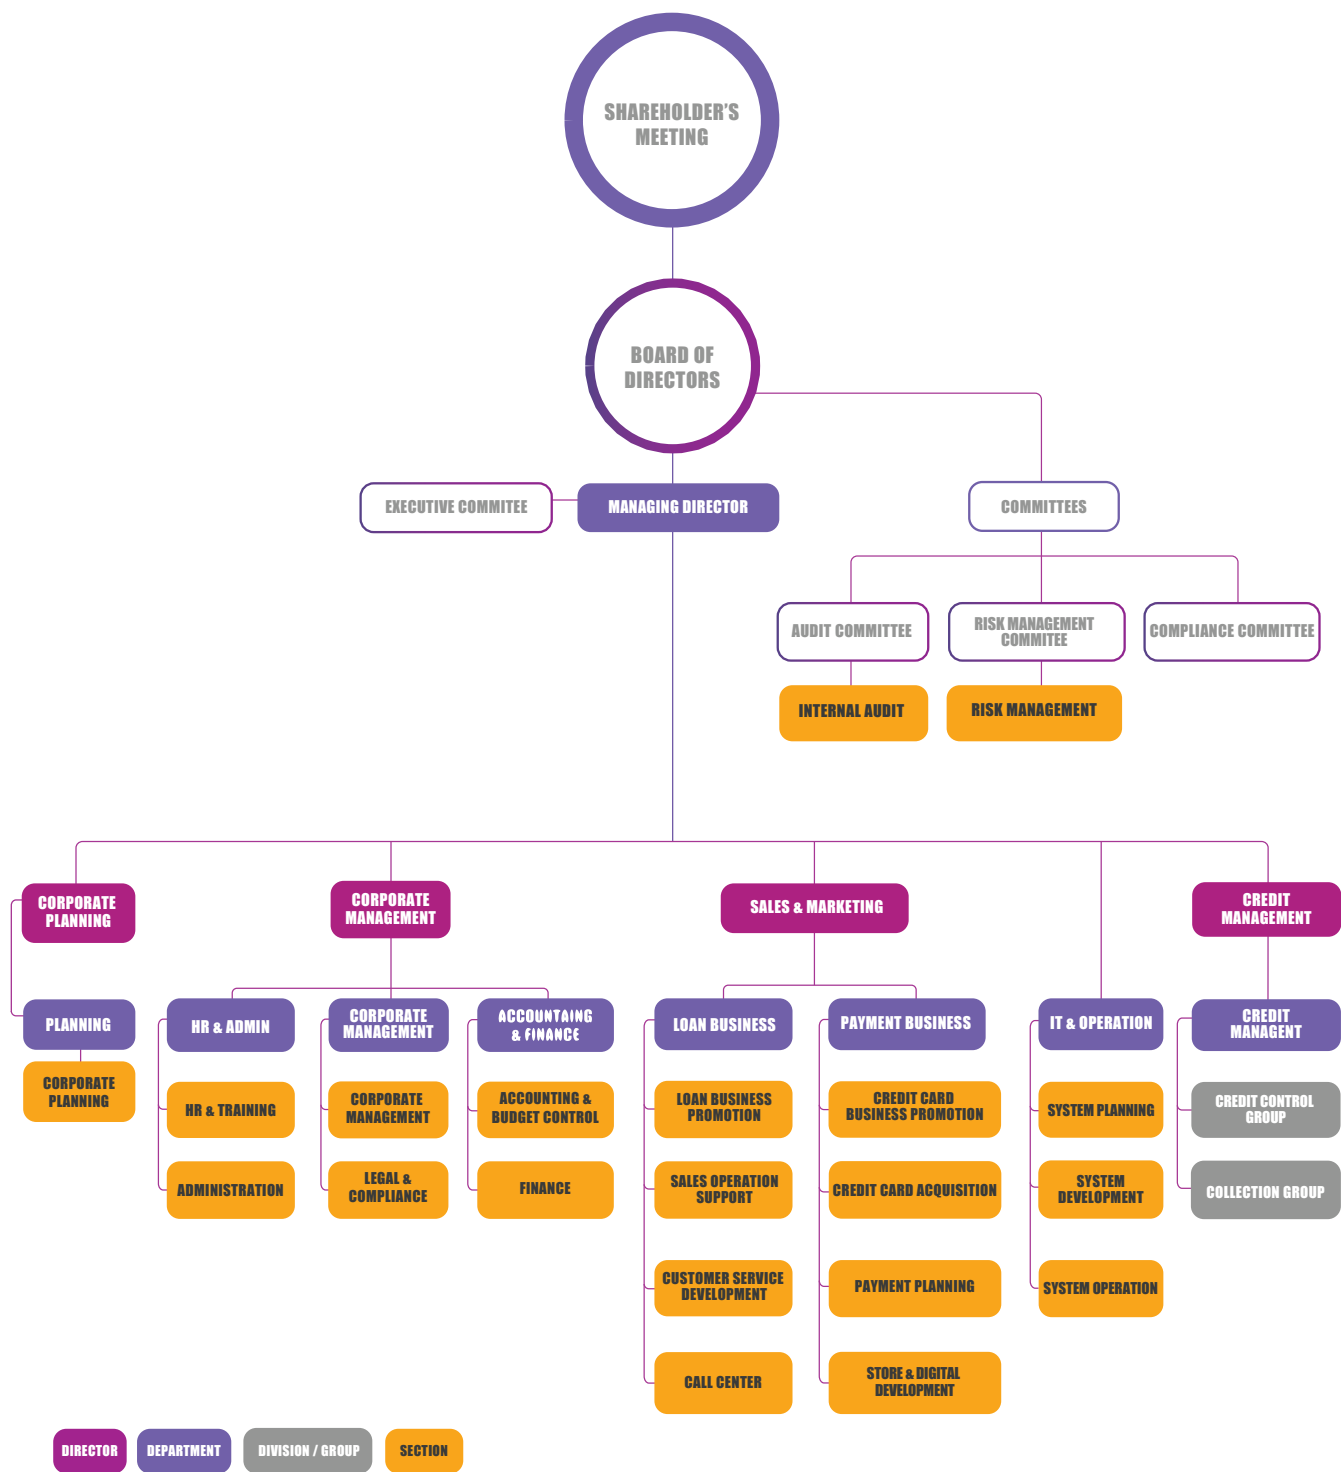 SHAREHOLDER'S
MEETING
BOARD OF
DIRECTORS
EXECUTIVE COMMITEE
MANAGING DIRECTOR
COMMITTEES
AUDIT COMMITTEE
RISK MANAGEMENT
COMMITEE
COMPLIANCE COMMITTEE
INTERNAL AUDIT
RISK MANAGEMENT
CORPORATE
PLANNING
CORPORATE
MANAGEMENT
SALES & MARKETING
CREDIT
MANAGEMENT
PLANNING
HR & ADMIN
CORPORATE
MANAGEMENT
ACCOUNTAING
& FINANCE
LOAN BUSINESS
PAYMENT BUSINESS
IT & OPERATION
CREDIT
MANAGENT
CORPORATE
PLANNING
HR & TRAINING
CORPORATE
MANAGEMENT
ACCOUNTING &
BUDGET CONTROL
LOAN BUSINESS
PROMOTION
CREDIT CARD
BUSINESS PROMOTION
SYSTEM PLANNING
CREDIT CONTROL
GROUP
ADMINISTRATION
LEGAL &
COMPLIANCE
FINANCE
SALES OPERATION
SUPPORT
CREDIT CARD ACQUISITION
SYSTEM
DEVELOPMENT
COLLECTION GROUP
CUSTOMER SERVICE
DEVELOPMENT
PAYMENT PLANNING
SYSTEM OPERATION
CALL CENTER
STORE & DIGITAL
DEVELOPMENT
DIRECTOR
DEPARTMENT
DIVISION / GROUP
SECTION